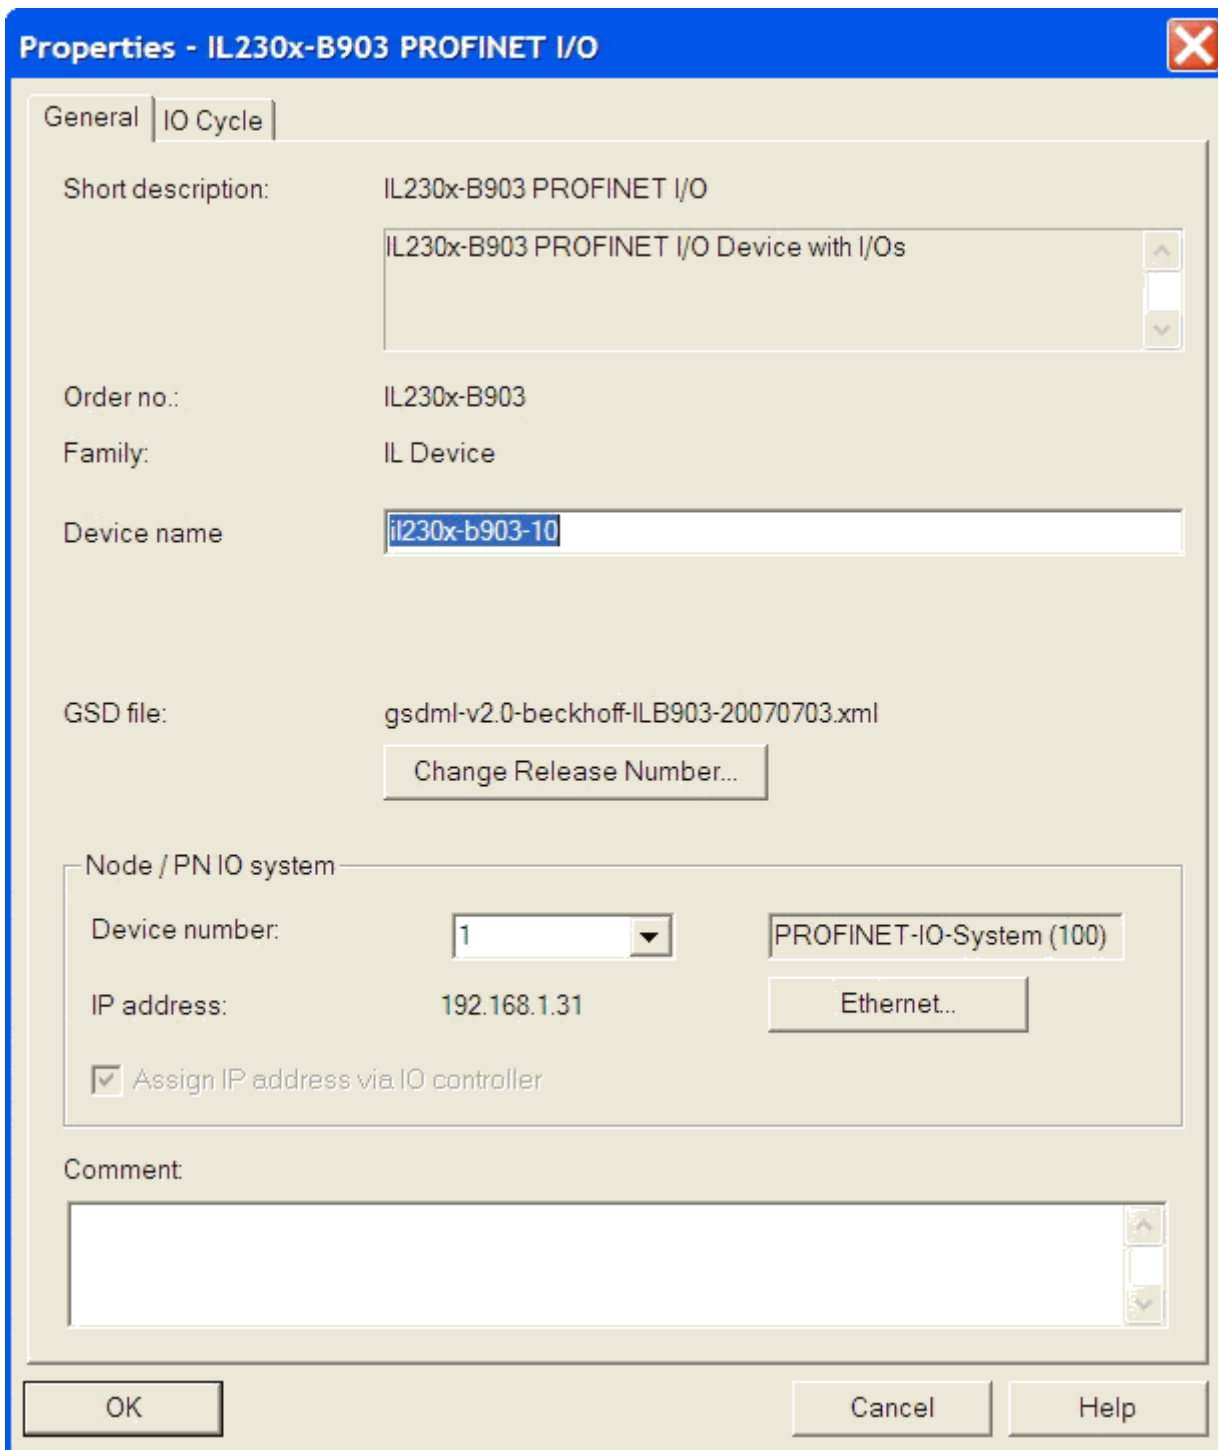 Properties - IL230x-B903 PROFINET I/O
General IO Cycle
Short description: IL230x-B903 PROFINET I/O
IL230x-B903 PROFINET I/O Device with I/Os
Order no.: IL230x-B903
Family: IL Device
Device name il230x-b903-10
GSD file: gsdml-v2.0-beckhoff-ILB903-20070703.xml
Change Release Number...
Node / PN IO system
Device number: 1 PROFINET-IO-System (100)
IP address: 192.168.1.31 Ethernet...
Assign IP address via IO controller
Comment:
OK Cancel Help